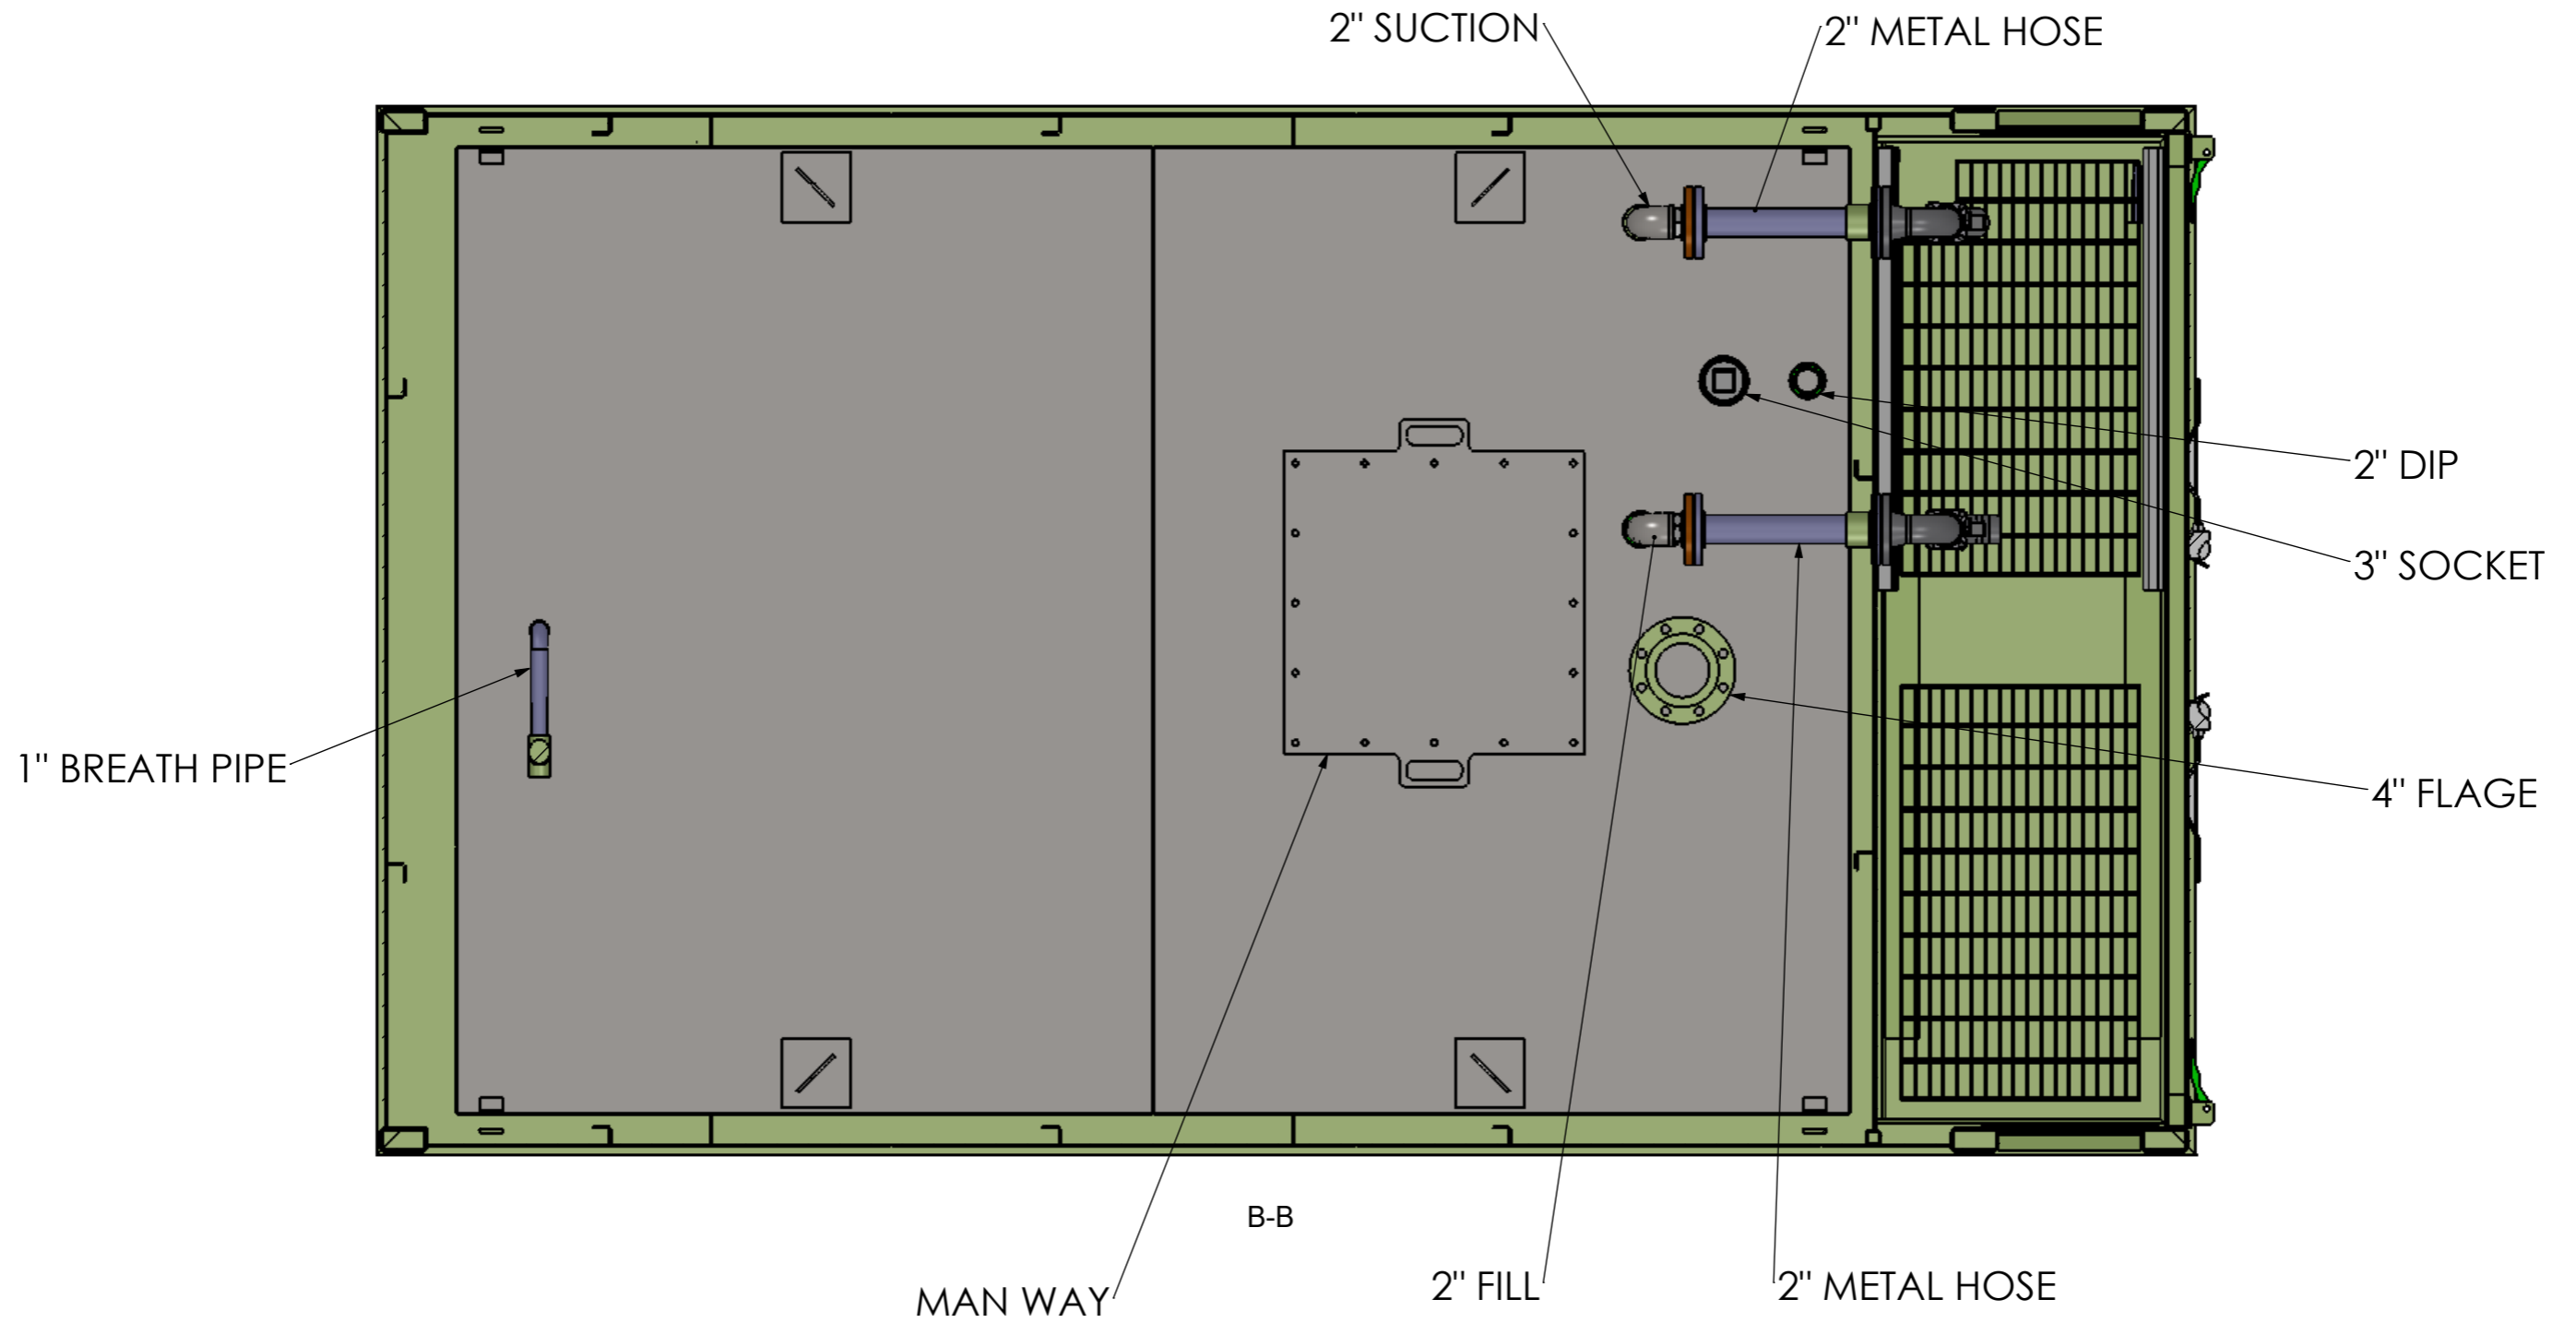 2" SUCTION
2" METAL HOSE
2" DIP
3" SOCKET
1" BREATH PIPE
4" FLAGE
B-B
MAN WAY
2" FILL
2" METAL HOSE